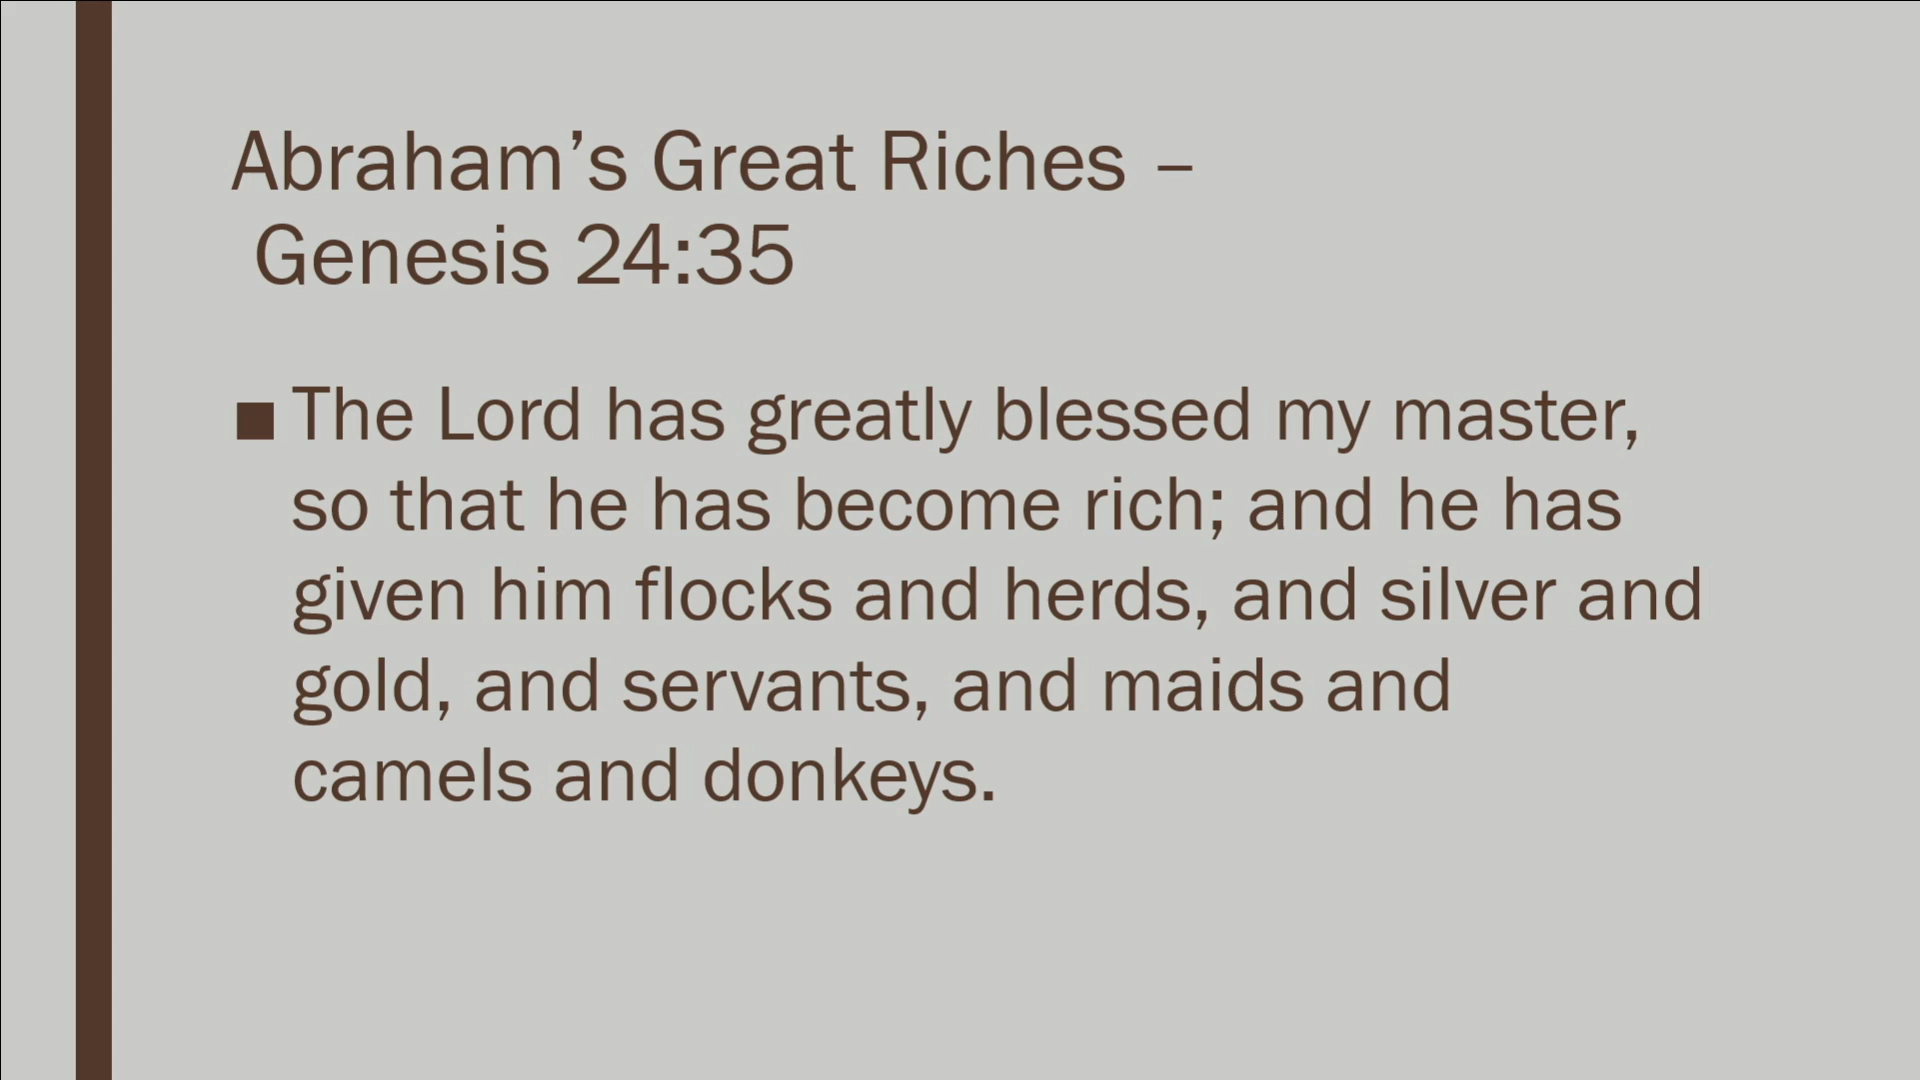 Abraham’s Great Riches –
Genesis 24:35
■ The Lord has greatly blessed my master,
so that he has become rich; and he has
given him flocks and herds, and silver and
gold, and servants, and maids and
camels and donkeys.